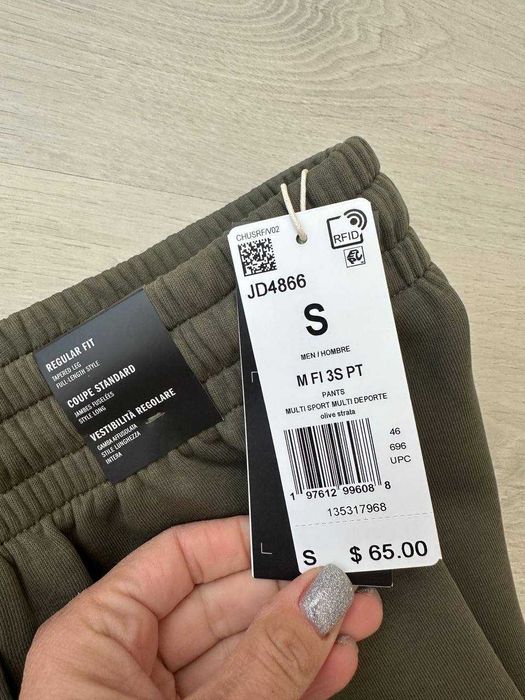 REGULAR FIT
TAPERED LEG
FULL-LENGTH STYLE
COUPE STANDARD
JAMBES FUSELÉES
STYLE LONG
VESTIBILITÀ REGOLARE
GAMBA AFFUSOLATA
STILE LUNGHEZZA
INTERA
CHUSRF/V02
RFID
JD4866
S
MEN / HOMBRE
M FI 3S PT
PANTS
MULTI SPORT MULTI DEPORTE
olive strata
46
696
UPC
1 97612 99608 8
135317968
S $ 65.00